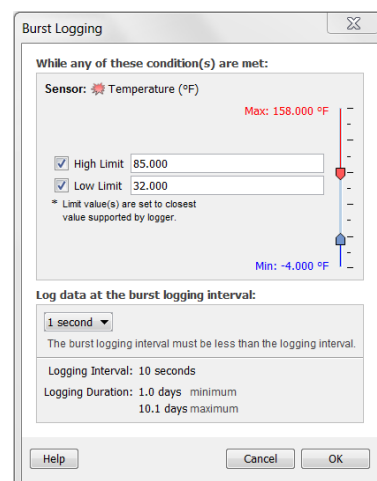 Burst Logging
While any of these condition(s) are met:
Sensor: Temperature (°F)
Max: 158.000 °F
High Limit 85.000
Low Limit 32.000
* Limit value(s) are set to closest
value supported by logger.
Min: -4.000 °F
Log data at the burst logging interval:
1 second
The burst logging interval must be less than the logging interval.
Logging Interval: 10 seconds
Logging Duration: 1.0 days minimum
10.1 days maximum
Help Cancel OK